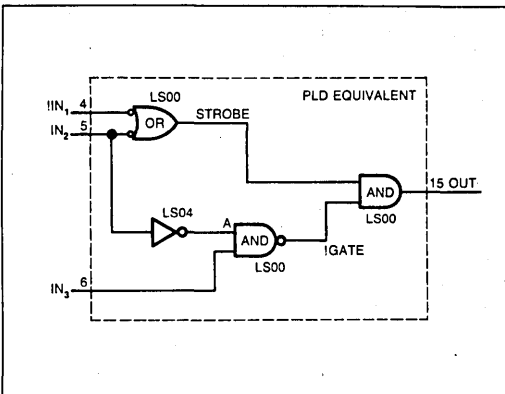 PLD EQUIVALENT
LS00
!IN₁ 4
OR
STROBE
IN₂ 5
AND
15 OUT
LS00
LS04
A
AND
!GATE
LS00
IN₃ 6